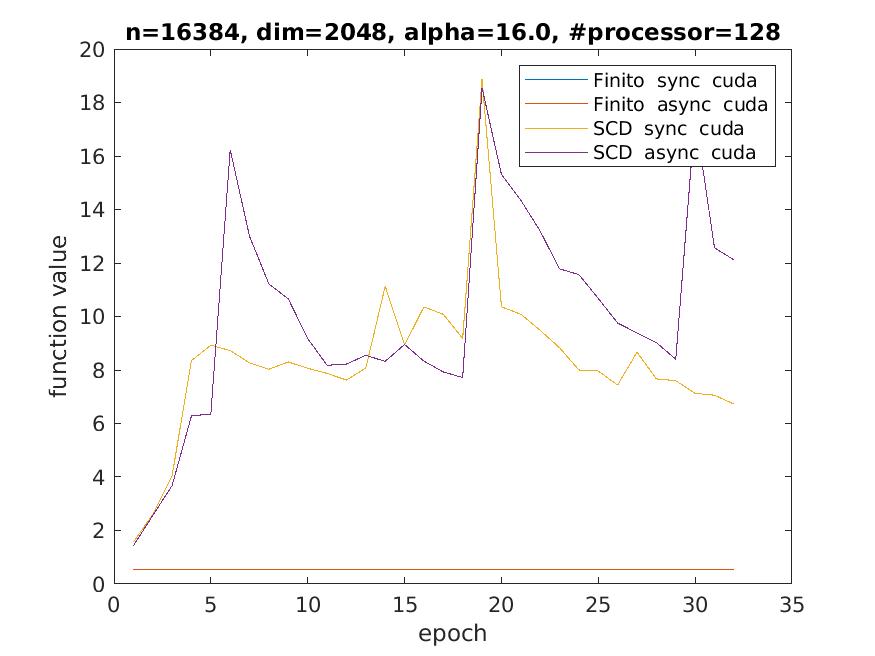 n=16384, dim=2048, alpha=16.0, #processor=128
20
18
16
14
12
10
8
6
4
2
0
function value
Finito sync cuda
Finito async cuda
SCD sync cuda
SCD async cuda
0 5 10 15 20 25 30 35
epoch